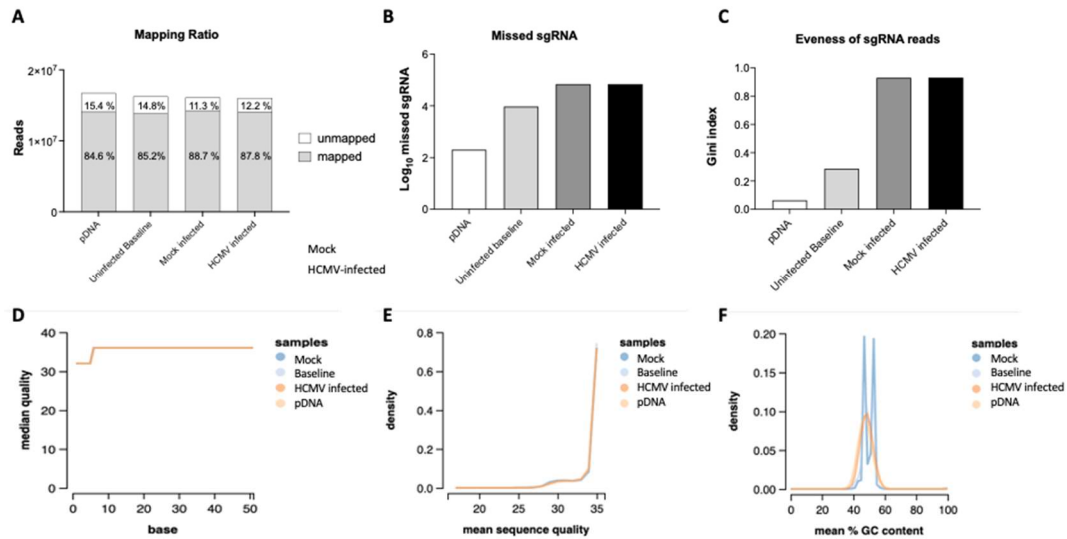 A
Mapping Ratio
2×10⁷
1×10⁷
0
Reads
15.4 %
14.8%
11.3 %
12.2 %
84.6 %
85.2%
88.7 %
87.8 %
unmapped
mapped
pDNA
Uninfected Baseline
Mock infected
HCMV infected
Mock
HCMV-infected
B
Missed sgRNA
6
4
2
0
Log₁₀ missed sgRNA
pDNA
Uninfected baseline
Mock infected
HCMV infected
C
Eveness of sgRNA reads
1.0
0.8
0.6
0.4
0.2
0.0
Gini index
pDNA
Uninfected Baseline
Mock infected
HCMV infected
D
40
30
20
10
0
median quality
0 10 20 30 40 50
base
samples
Mock
Baseline
HCMV infected
pDNA
E
0.8
0.6
0.4
0.2
0.0
density
20 25 30 35
mean sequence quality
samples
Mock
Baseline
HCMV infected
pDNA
F
0.20
0.15
0.10
0.05
0.00
density
0 20 40 60 80 100
mean % GC content
samples
Mock
Baseline
HCMV infected
pDNA